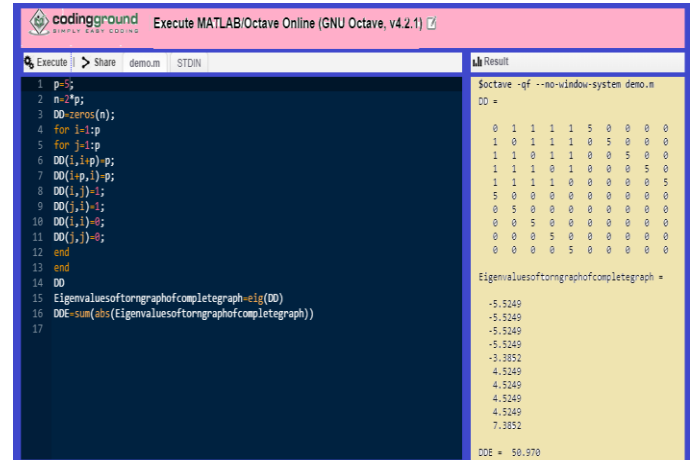 codingground
SIMPLY EASY CODING
Execute MATLAB/Octave Online (GNU Octave, v4.2.1)
Execute | Share demo.m STDIN
1 p=5;
2 n=2*p;
3 DD=zeros(n);
4 for i=1:p
5 for j=1:p
6 DD(i,i+p)=p;
7 DD(i+p,i)=p;
8 DD(i,j)=1;
9 DD(j,i)=1;
10 DD(i,i)=0;
11 DD(j,j)=0;
12 end
13 end
14 DD
15 Eigenvaluesoftorngraphofcompletegraph=eig(DD)
16 DDE=sum(abs(Eigenvaluesoftorngraphofcompletegraph))
17
Result
$octave -qf --no-window-system demo.m
DD =
0 1 1 1 1 5 0 0 0 0
1 0 1 1 1 0 5 0 0 0
1 1 0 1 1 0 0 5 0 0
1 1 1 0 1 0 0 0 5 0
1 1 1 1 0 0 0 0 0 5
5 0 0 0 0 0 0 0 0 0
0 5 0 0 0 0 0 0 0 0
0 0 5 0 0 0 0 0 0 0
0 0 0 5 0 0 0 0 0 0
0 0 0 0 5 0 0 0 0 0
Eigenvaluesoftorngraphofcompletegraph =
-5.5249
-5.5249
-5.5249
-5.5249
-3.3852
4.5249
4.5249
4.5249
4.5249
7.3852
DDE = 50.970